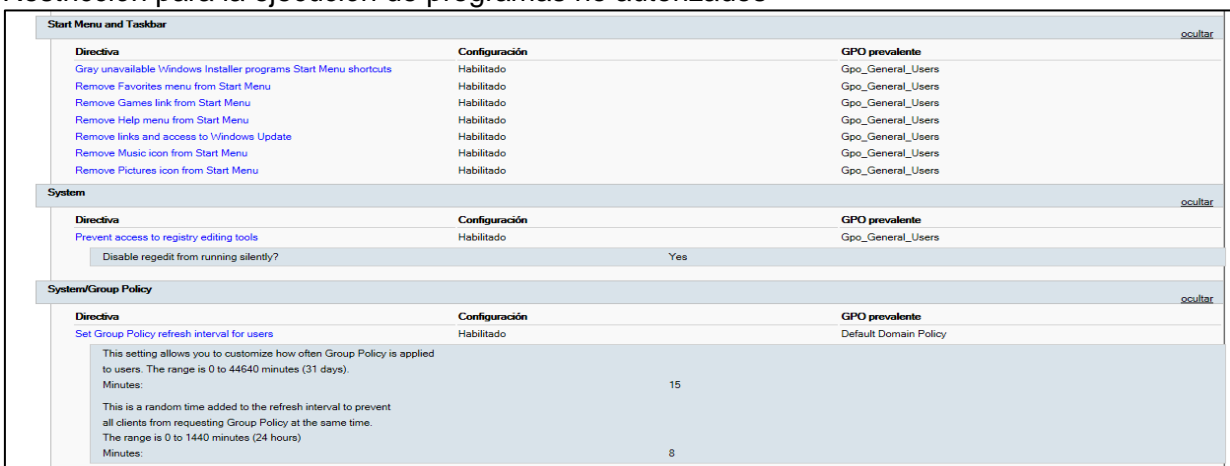 Restricción para la ejecución de programas no autorizados
Start Menu and Taskbar
ocultar
Directiva Configuración GPO prevalente
Gray unavailable Windows Installer programs Start Menu shortcuts Habilitado Gpo_General_Users
Remove Favorites menu from Start Menu Habilitado Gpo_General_Users
Remove Games link from Start Menu Habilitado Gpo_General_Users
Remove Help menu from Start Menu Habilitado Gpo_General_Users
Remove links and access to Windows Update Habilitado Gpo_General_Users
Remove Music icon from Start Menu Habilitado Gpo_General_Users
Remove Pictures icon from Start Menu Habilitado Gpo_General_Users
System
ocultar
Directiva Configuración GPO prevalente
Prevent access to registry editing tools Habilitado Gpo_General_Users
Disable regedit from running silently? Yes
System/Group Policy
ocultar
Directiva Configuración GPO prevalente
Set Group Policy refresh interval for users Habilitado Default Domain Policy
This setting allows you to customize how often Group Policy is applied
to users. The range is 0 to 44640 minutes (31 days).
Minutes: 15
This is a random time added to the refresh interval to prevent
all clients from requesting Group Policy at the same time.
The range is 0 to 1440 minutes (24 hours)
Minutes: 8